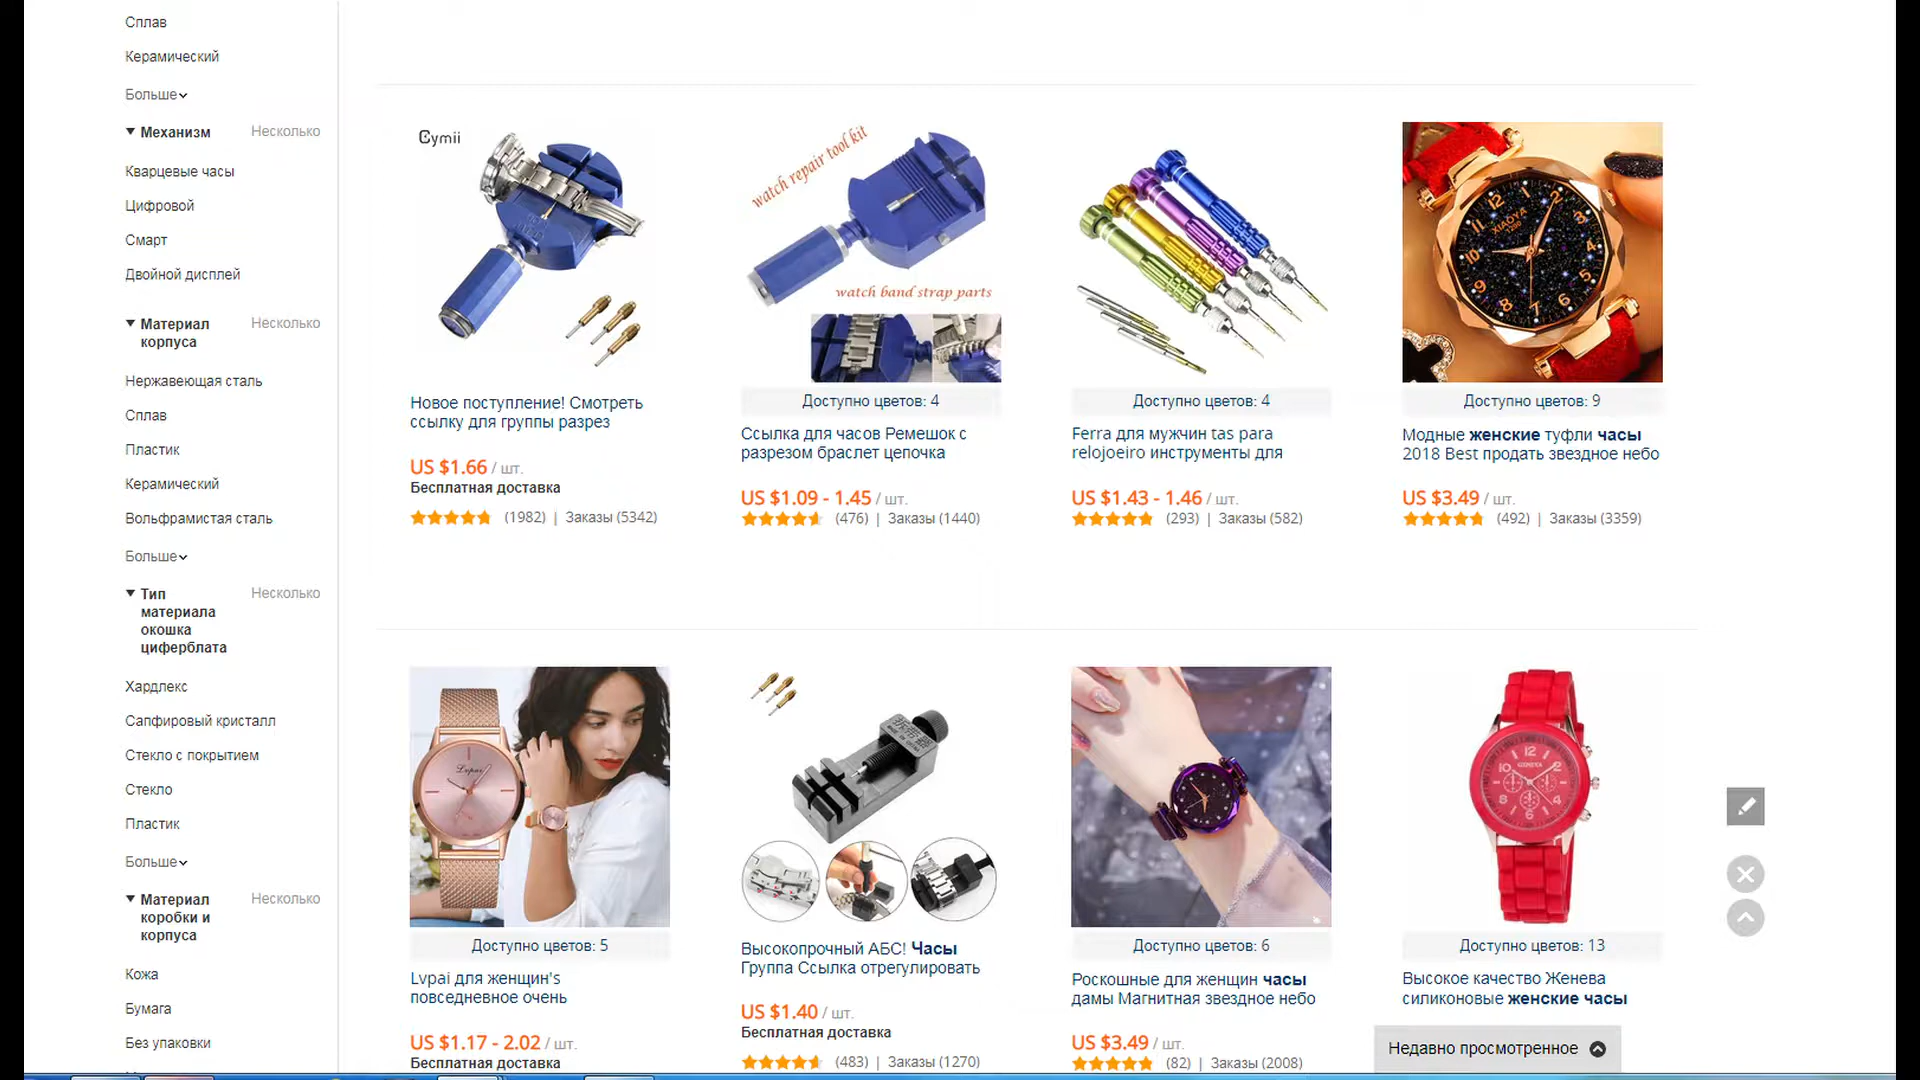 Сплав
Керамический
Больше
Механизм Несколько
Кварцевые часы
Цифровой
Смарт
Двойной дисплей
Материал Несколько
корпуса
Нержавеющая сталь
Сплав
Пластик
Керамический
Вольфрамистая сталь
Больше
Тип Несколько
материала
окошка
циферблата
Хардлекс
Сапфировый кристалл
Стекло с покрытием
Стекло
Пластик
Больше
Материал Несколько
коробки и
корпуса
Кожа
Бумага
Без упаковки
Cymii
Новое поступление! Смотреть
ссылку для группы разрез
US $1.66 / шт.
Бесплатная доставка
(1982) | Заказы (5342)
watch repair tool kit
watch band strap parts
Доступно цветов: 4
Ссылка для часов Ремешок с
разрезом браслет цепочка
US $1.09 - 1.45 / шт.
(476) | Заказы (1440)
Доступно цветов: 4
Ferra для мужчин tas para
relojoeiro инструменты для
US $1.43 - 1.46 / шт.
(293) | Заказы (582)
XIAOYA
Доступно цветов: 9
Модные женские туфли часы
2018 Best продать звездное небо
US $3.49 / шт.
(492) | Заказы (3359)
Lvpai
Доступно цветов: 5
Lvpai для женщин's
повседневное очень
US $1.17 - 2.02 / шт.
Бесплатная доставка
Высокопрочный АБС! Часы
Группа Ссылка отрегулировать
US $1.40 / шт.
Бесплатная доставка
(483) | Заказы (1270)
Доступно цветов: 6
Роскошные для женщин часы
дамы Магнитная звездное небо
US $3.49 / шт.
(82) | Заказы (2008)
GENEVA
Доступно цветов: 13
Высокое качество Женева
силиконовые женские часы
Недавно просмотренное